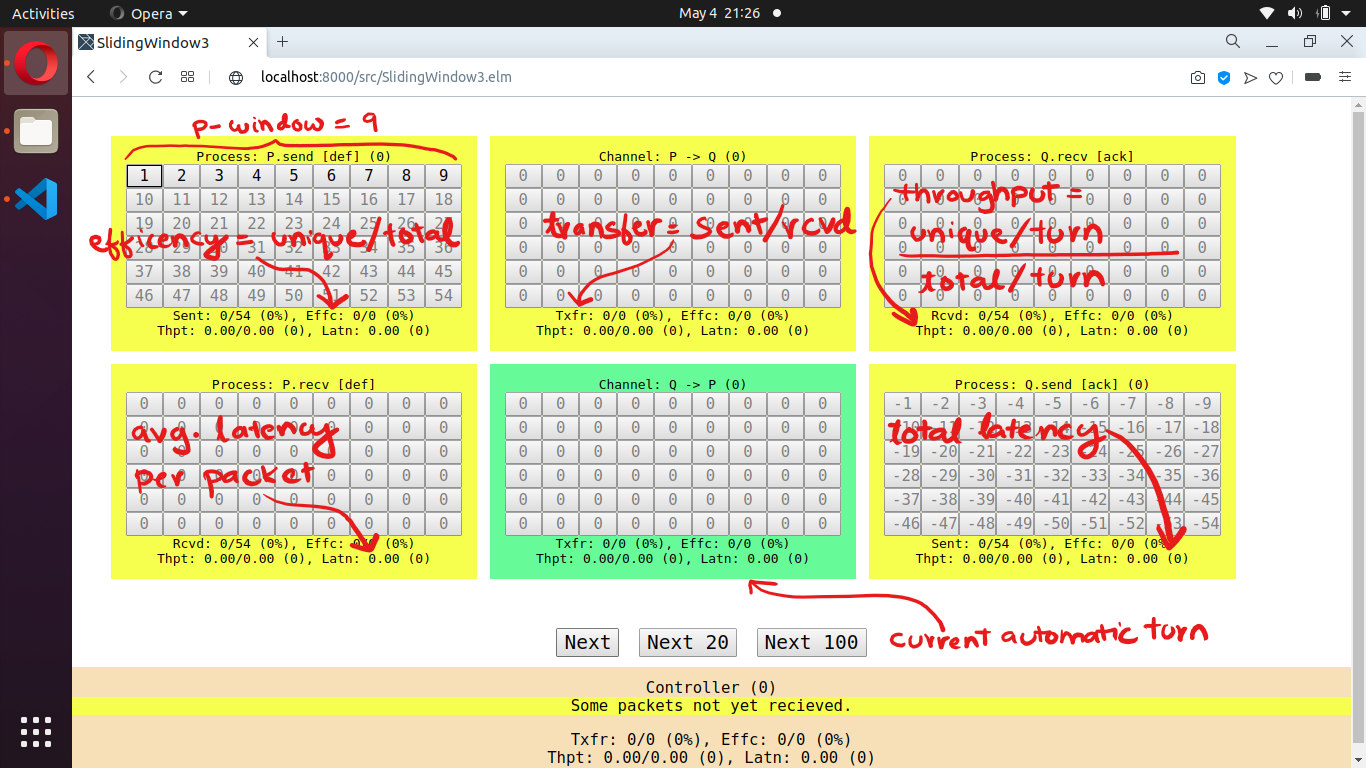 Activities
Opera
May 4 21:26
SlidingWindow3
localhost:8000/src/SlidingWindow3.elm
p-window = 9
Process: P.send [def] (0)
1 2 3 4 5 6 7 8 9
10 11 12 13 14 15 16 17 18
19 20 21 22 23 24 25 26 27
efficency = unique/total
28 29 30 31 32 33 34 35 36
37 38 39 40 41 42 43 44 45
46 47 48 49 50 51 52 53 54
Sent: 0/54 (0%), Effc: 0/0 (0%)
Thpt: 0.00/0.00 (0), Latn: 0.00 (0)
Channel: P -> Q (0)
0 0 0 0 0 0 0 0 0
0 0 0 0 0 0 0 0 0
0 0 0 0 0 0 0 0 0
transfer = sent/rcvd
0 0 0 0 0 0 0 0 0
0 0 0 0 0 0 0 0 0
0 0 0 0 0 0 0 0 0
Txfr: 0/0 (0%), Effc: 0/0 (0%)
Thpt: 0.00/0.00 (0), Latn: 0.00 (0)
Process: Q.recv [ack]
0 0 0 0 0 0 0 0 0
0 0 0 0 0 0 0 0 0
throughput =
0 0 0 0 0 0 0 0 0
unique/turn
0 0 0 0 0 0 0 0 0
0 0 0 0 0 0 0 0 0
total/turn
0 0 0 0 0 0 0 0 0
Rcvd: 0/54 (0%), Effc: 0/0 (0%)
Thpt: 0.00/0.00 (0), Latn: 0.00 (0)
Process: P.recv [def]
0 0 0 0 0 0 0 0 0
0 0 0 0 0 0 0 0 0
avg. latency
0 0 0 0 0 0 0 0 0
per packet
0 0 0 0 0 0 0 0 0
0 0 0 0 0 0 0 0 0
0 0 0 0 0 0 0 0 0
Rcvd: 0/54 (0%), Effc: 0/0 (0%)
Thpt: 0.00/0.00 (0), Latn: 0.00 (0)
Channel: Q -> P (0)
0 0 0 0 0 0 0 0 0
0 0 0 0 0 0 0 0 0
0 0 0 0 0 0 0 0 0
0 0 0 0 0 0 0 0 0
0 0 0 0 0 0 0 0 0
0 0 0 0 0 0 0 0 0
Txfr: 0/0 (0%), Effc: 0/0 (0%)
Thpt: 0.00/0.00 (0), Latn: 0.00 (0)
Process: Q.send [ack] (0)
-1 -2 -3 -4 -5 -6 -7 -8 -9
-16 -17 -18
total latency
-19 -20 -21 -22 -23 -24 -25 -26 -27
-28 -29 -30 -31 -32 -33 -34 -35 -36
-37 -38 -39 -40 -41 -42 -43 -44 -45
-46 -47 -48 -49 -50 -51 -52 -53 -54
Sent: 0/54 (0%), Effc: 0/0 (0%)
Thpt: 0.00/0.00 (0), Latn: 0.00 (0)
current automatic turn
Next
Next 20
Next 100
Controller (0)
Some packets not yet recieved.
Txfr: 0/0 (0%), Effc: 0/0 (0%)
Thpt: 0.00/0.00 (0), Latn: 0.00 (0)